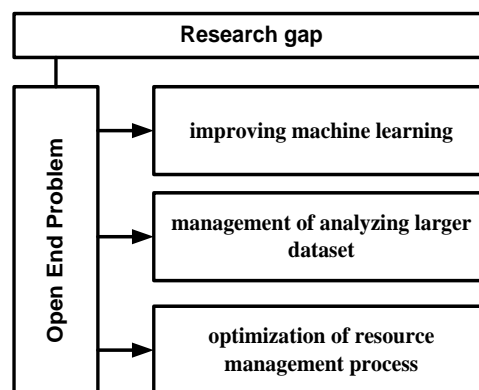 Research gap
Open End Problem
improving machine learning
management of analyzing larger
dataset
optimization of resource
management process